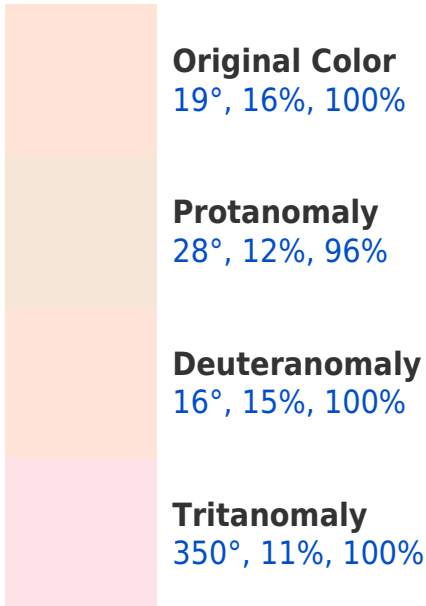 Original Color
19°, 16%, 100%
Protanomaly
28°, 12%, 96%
Deuteranomaly
16°, 15%, 100%
Tritanomaly
350°, 11%, 100%